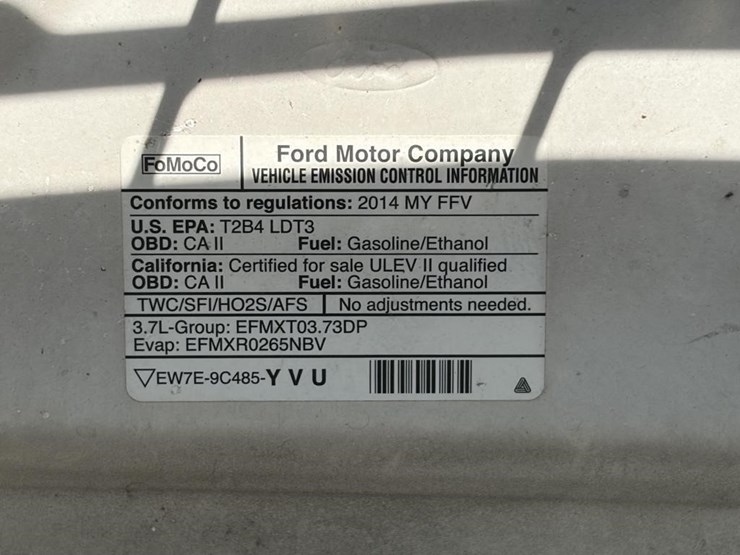 FoMoCo
Ford Motor Company
VEHICLE EMISSION CONTROL INFORMATION
Conforms to regulations: 2014 MY FFV
U.S. EPA: T2B4 LDT3
OBD: CA II Fuel: Gasoline/Ethanol
California: Certified for sale ULEV II qualified
OBD: CA II Fuel: Gasoline/Ethanol
TWC/SFI/HO2S/AFS No adjustments needed.
3.7L-Group: EFMXT03.73DP
Evap: EFMXR0265NBV
EW7E-9C485-Y V U